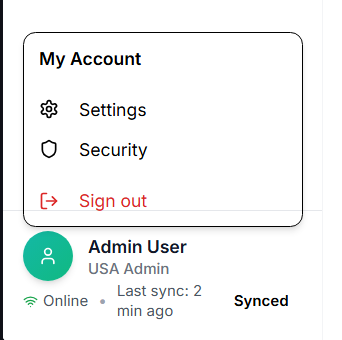 My Account
Settings
Security
Sign out
Admin User
USA Admin
Online • Last sync: 2
min ago
Synced